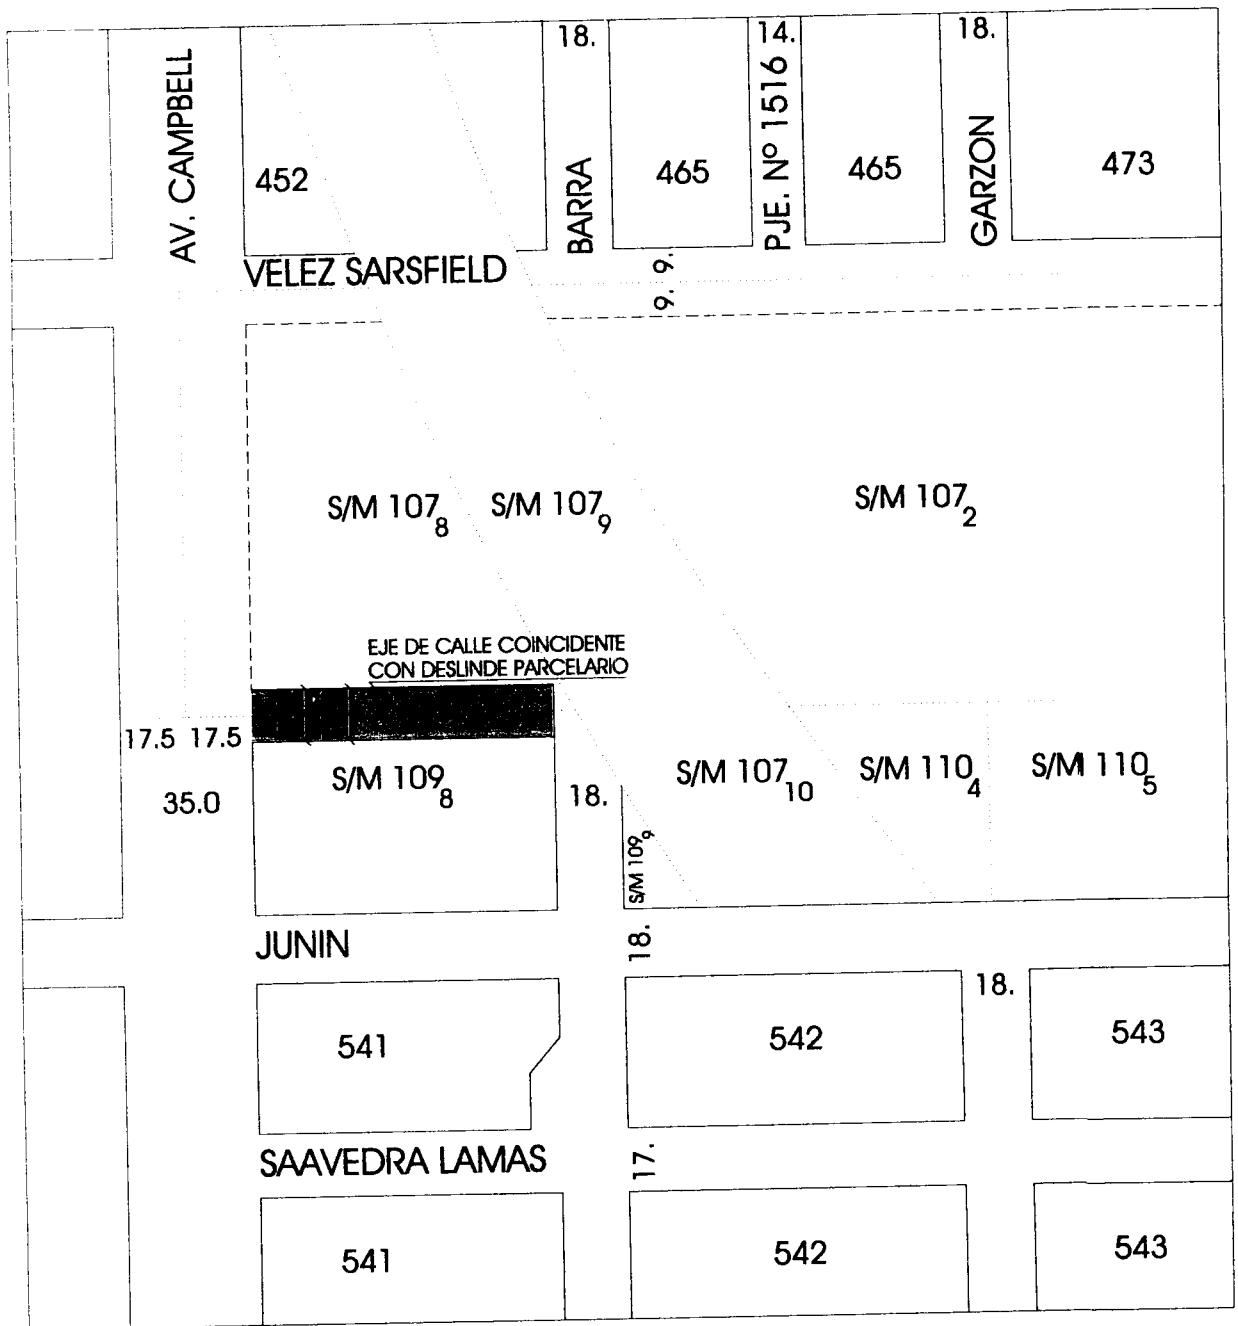 AV. CAMPBELL
18.
PJE. Nº 1516 14.
18.
452
BARRA
465
465
GARZON
473
VELEZ SARSFIELD
9. 9.
S/M 107 8
S/M 107 9
S/M 107 2
EJE DE CALLE COINCIDENTE
CON DESLINDE PARCELARIO
17.5 17.5
35.0
S/M 109 8
18.
S/M 109 9
S/M 107 10
S/M 110 4
S/M 110 5
JUNIN
18.
18.
541
542
543
SAAVEDRA LAMAS
17.
541
542
543